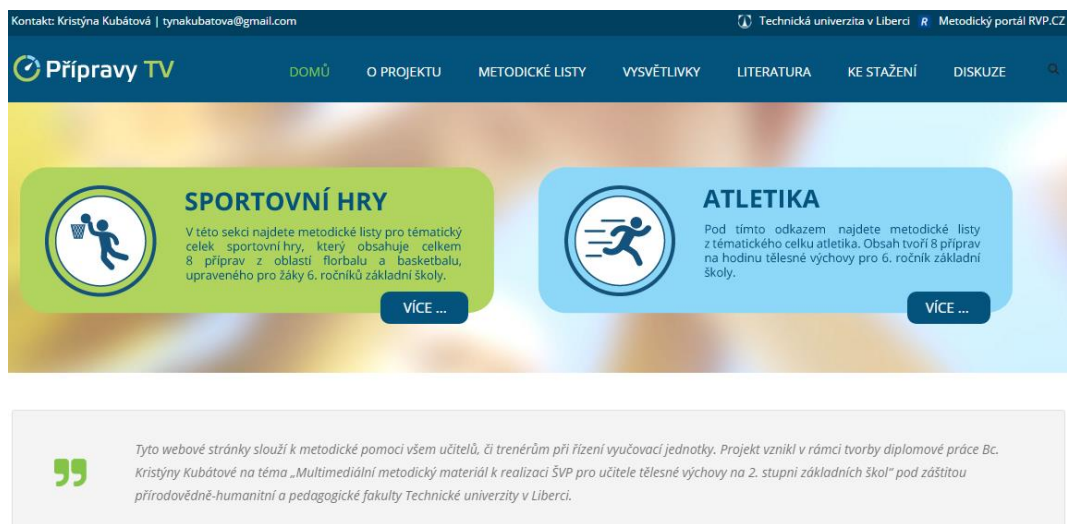 Kontakt: Kristýna Kubátová | tynakubatova@gmail.com
Technická univerzita v Liberci R Metodický portál RVP.CZ
Přípravy TV
DOMŮ O PROJEKTU METODICKÉ LISTY VYSVĚTLIVKY LITERATURA KE STAŽENÍ DISKUZE
SPORTOVNÍ HRY
V této sekci najdete metodické listy pro tématický
celek sportovní hry, který obsahuje celkem
8 příprav z oblastí florbalu a basketbalu,
upraveného pro žáky 6. ročníků základní školy.
VÍCE ...
ATLETIKA
Pod tímto odkazem najdete metodické listy
z tématického celku atletika. Obsah tvoří 8 příprav
na hodinu tělesné výchovy pro 6. ročník základní
školy.
VÍCE ...
Tyto webové stránky slouží k metodické pomoci všem učitelů, či trenérům při řízení vyučovací jednotky. Projekt vznikl v rámci tvorby diplomové práce Bc.
Kristýny Kubátové na téma „Multimediální metodický materiál k realizaci ŠVP pro učitele tělesné výchovy na 2. stupni základních škol" pod záštitou
přírodovědně-humanitní a pedagogické fakulty Technické univerzity v Liberci.